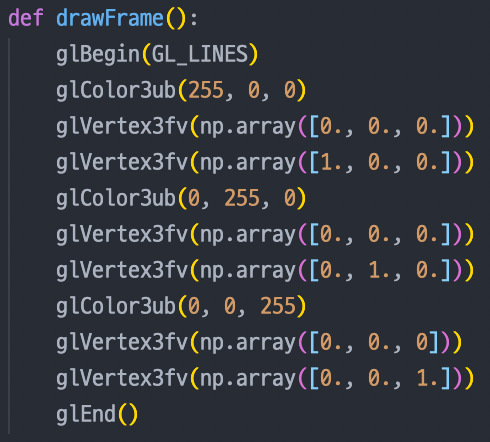 def drawFrame():
    glBegin(GL_LINES)
    glColor3ub(255, 0, 0)
    glVertex3fv(np.array([0., 0., 0.]))
    glVertex3fv(np.array([1., 0., 0.]))
    glColor3ub(0, 255, 0)
    glVertex3fv(np.array([0., 0., 0.]))
    glVertex3fv(np.array([0., 1., 0.]))
    glColor3ub(0, 0, 255)
    glVertex3fv(np.array([0., 0., 0]))
    glVertex3fv(np.array([0., 0., 1.]))
    glEnd()